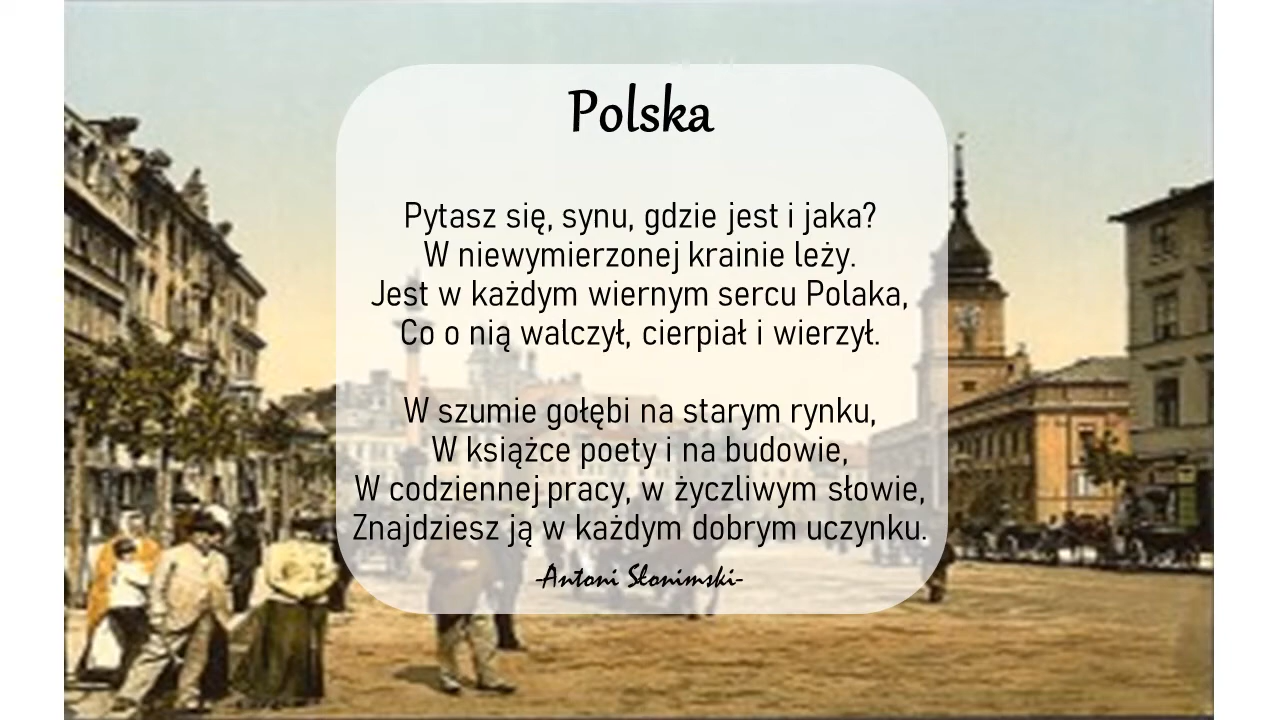 Polska
Pytasz się, synu, gdzie jest i jaka?
W niewymierzonej krainie leży.
Jest w każdym wiernym sercu Polaka,
Co o nią walczył, cierpiał i wierzył.
W szumie gołębi na starym rynku,
W książce poety i na budowie,
W codziennej pracy, w życzliwym słowie,
Znajdziesz ją w każdym dobrym uczynku.
-Antoni Słonimski-